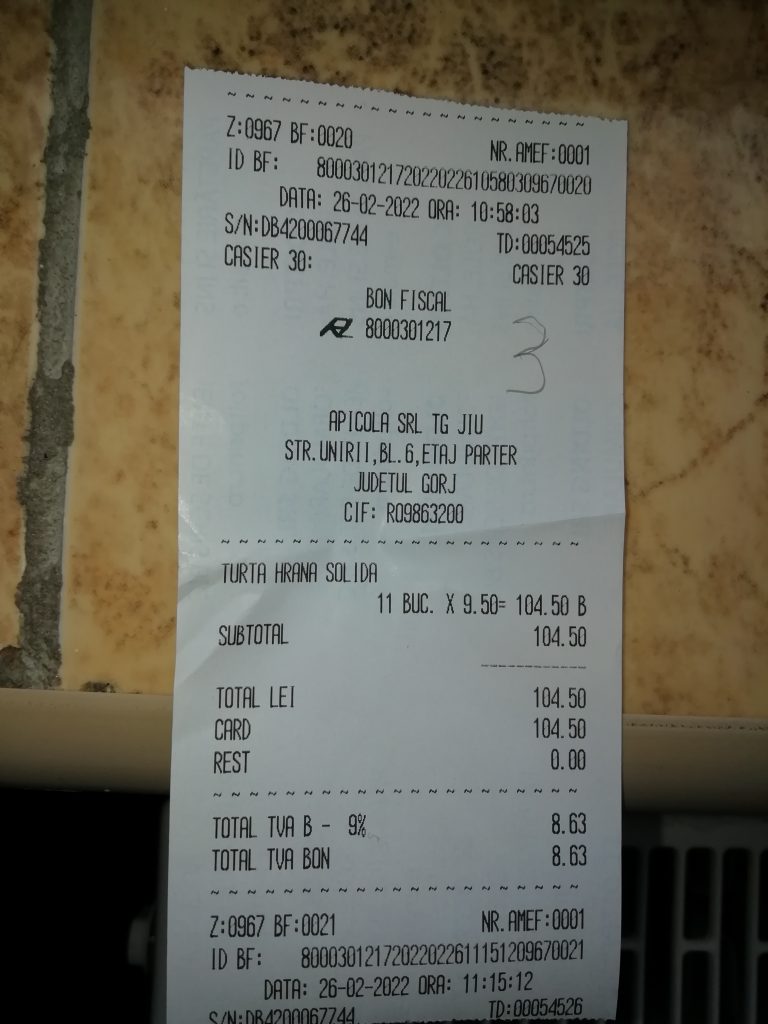 Z:0967 BF:0020 NR.AMEF:0001
ID BF: 8000301217202202261058030967​0020
DATA: 26-02-2022 ORA: 10:58:03
S/N:DB4200067744 TD:00054525
CASIER 30: CASIER 30
BON FISCAL
8000301217
3
APICOLA SRL TG JIU
STR.UNIRII,BL.6,ETAJ PARTER
JUDETUL GORJ
CIF: RO9863200
TURTA HRANA SOLIDA
11 BUC. X 9.50= 104.50 B
SUBTOTAL 104.50
TOTAL LEI 104.50
CARD 104.50
REST 0.00
TOTAL TVA B - 9% 8.63
TOTAL TVA BON 8.63
Z:0967 BF:0021 NR.AMEF:0001
ID BF: 80003012172022022611151209670021
DATA: 26-02-2022 ORA: 11:15:12
S/N:DB4200067744 TD:00054526